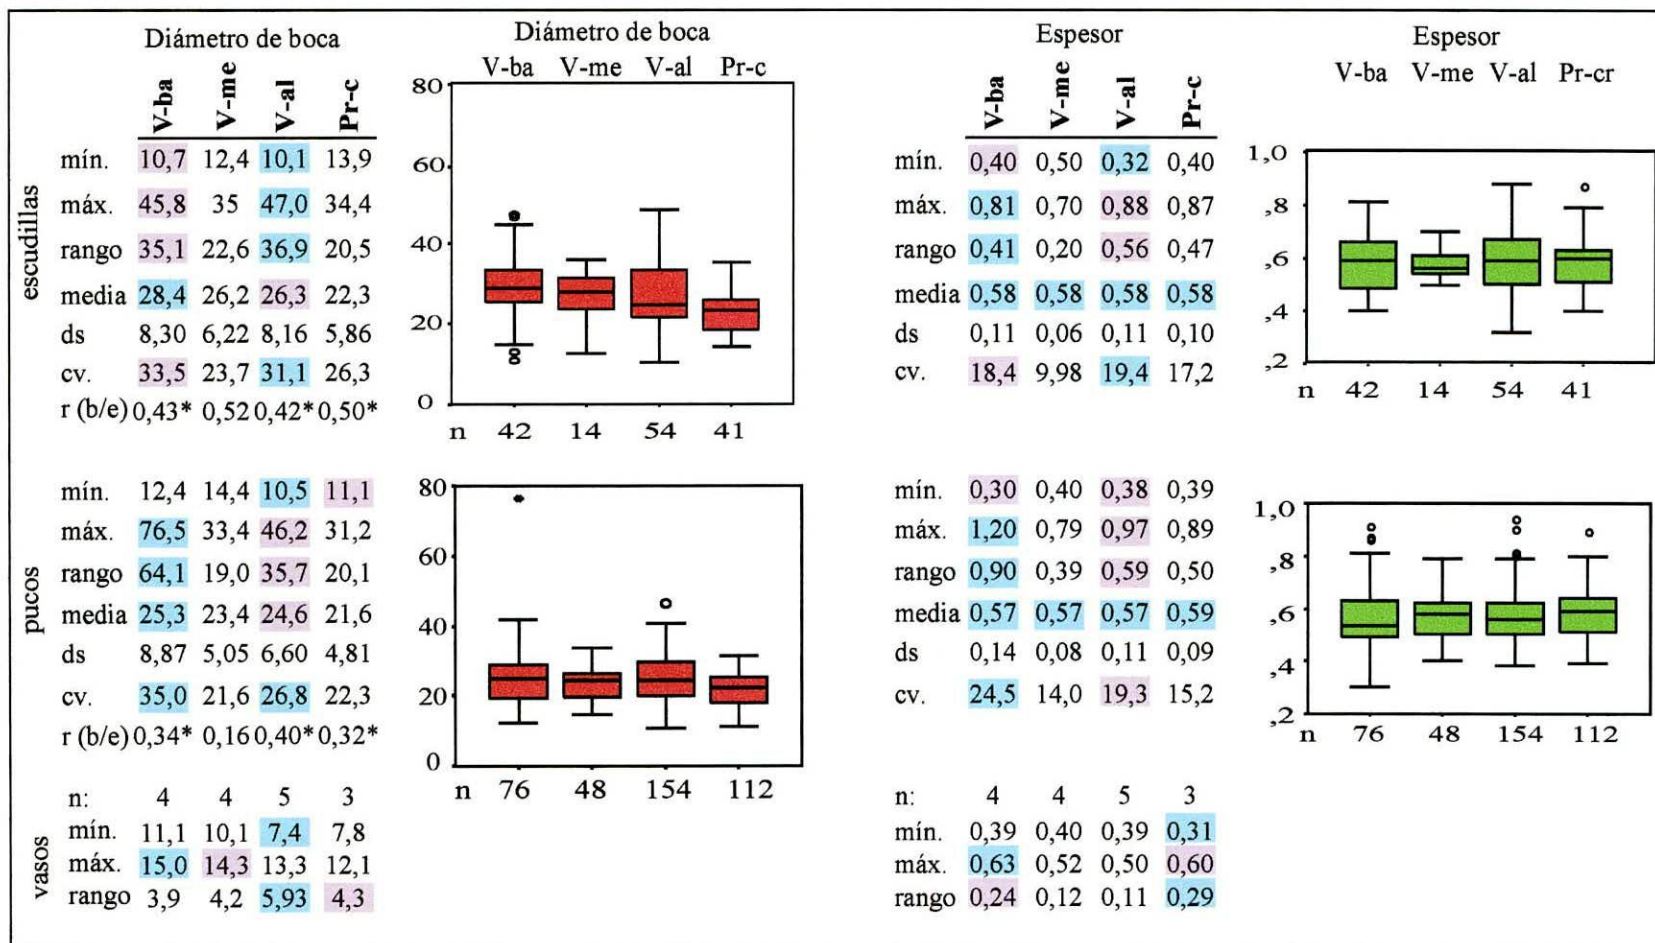 Diámetro de boca
V-ba V-me V-al Pr-c
escudillas
mín. 10,7 12,4 10,1 13,9
máx. 45,8 35 47,0 34,4
rango 35,1 22,6 36,9 20,5
media 28,4 26,2 26,3 22,3
ds 8,30 6,22 8,16 5,86
cv. 33,5 23,7 31,1 26,3
r (b/e) 0,43* 0,52 0,42* 0,50*
Diámetro de boca
V-ba V-me V-al Pr-c
80
60
40
20
0
n 42 14 54 41
Espesor
V-ba V-me V-al Pr-c
mín. 0,40 0,50 0,32 0,40
máx. 0,81 0,70 0,88 0,87
rango 0,41 0,20 0,56 0,47
media 0,58 0,58 0,58 0,58
ds 0,11 0,06 0,11 0,10
cv. 18,4 9,98 19,4 17,2
Espesor
V-ba V-me V-al Pr-cr
1,0
,8
,6
,4
,2
n 42 14 54 41
pucos
mín. 12,4 14,4 10,5 11,1
máx. 76,5 33,4 46,2 31,2
rango 64,1 19,0 35,7 20,1
media 25,3 23,4 24,6 21,6
ds 8,87 5,05 6,60 4,81
cv. 35,0 21,6 26,8 22,3
r (b/e) 0,34* 0,16 0,40* 0,32*
80
60
40
20
0
n 76 48 154 112
mín. 0,30 0,40 0,38 0,39
máx. 1,20 0,79 0,97 0,89
rango 0,90 0,39 0,59 0,50
media 0,57 0,57 0,57 0,59
ds 0,14 0,08 0,11 0,09
cv. 24,5 14,0 19,3 15,2
1,0
,8
,6
,4
,2
n 76 48 154 112
vasos
n: 4 4 5 3
mín. 11,1 10,1 7,4 7,8
máx. 15,0 14,3 13,3 12,1
rango 3,9 4,2 5,93 4,3
n: 4 4 5 3
mín. 0,39 0,40 0,39 0,31
máx. 0,63 0,52 0,50 0,60
rango 0,24 0,12 0,11 0,29